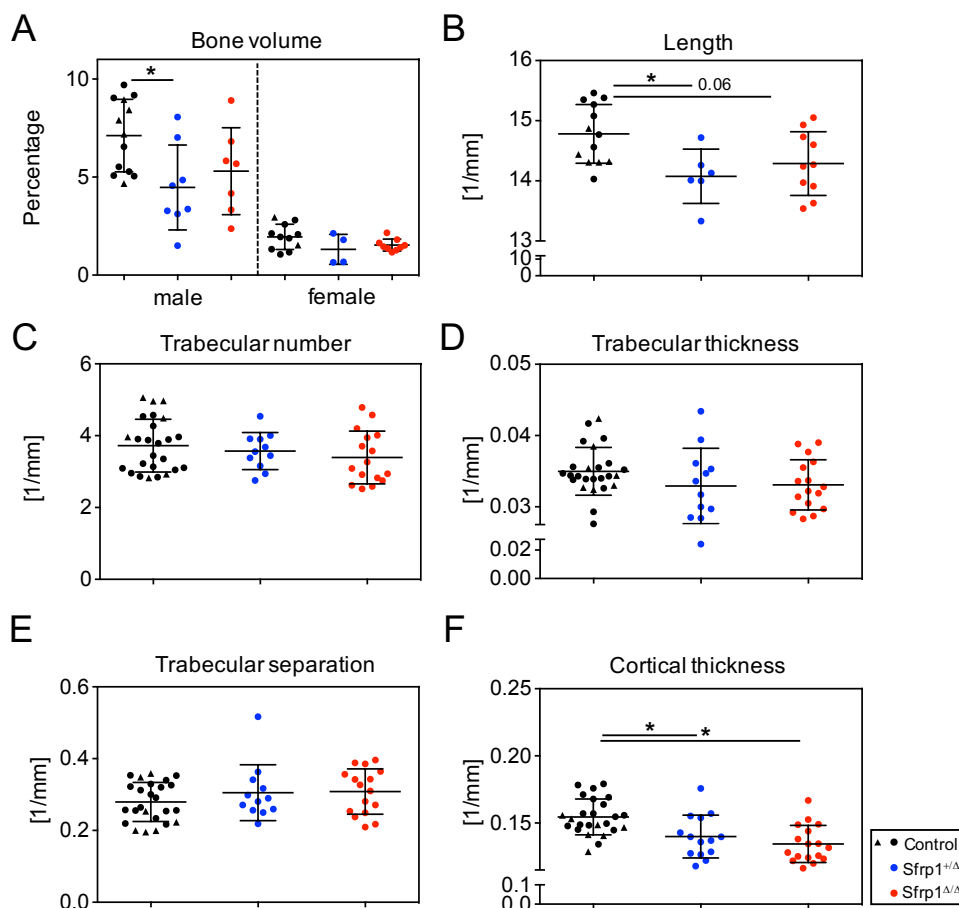 A
Bone volume
Percentage
10
5
0
*
male
female
B
Length
[1/mm]
16
15
14
13
10
0
*
0.06
C
Trabecular number
[1/mm]
6
4
2
0
D
Trabecular thickness
[1/mm]
0.05
0.04
0.03
0.02
0.00
E
Trabecular separation
[1/mm]
0.6
0.4
0.2
0.0
F
Cortical thickness
[1/mm]
0.25
0.20
0.15
0.1
0.0
*
*
Control
Sfrp1+/Δ
Sfrp1Δ/Δ